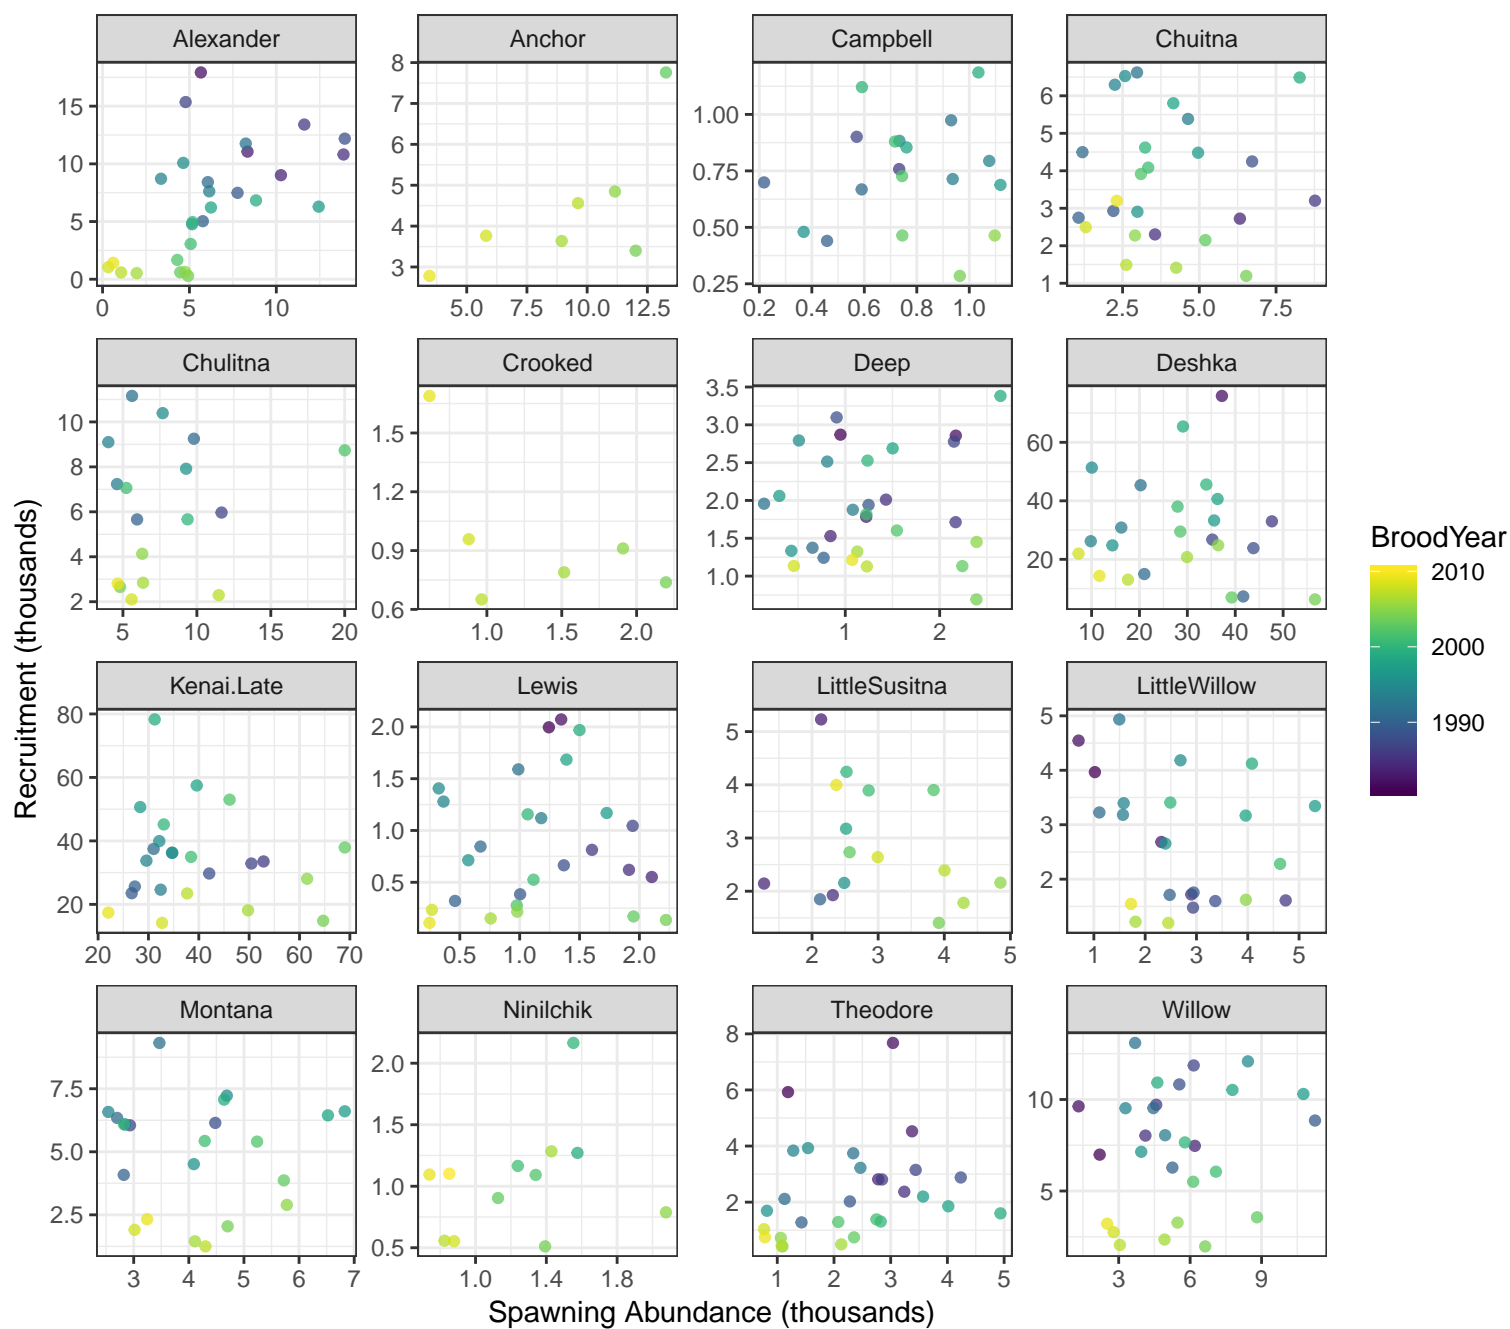 Alexander Anchor Campbell Chuitna
15 10 5 0
0 5 10
8 7 6 5 4 3
5.0 7.5 10.0 12.5
1.00 0.75 0.50 0.25
0.2 0.4 0.6 0.8 1.0
6 5 4 3 2 1
2.5 5.0 7.5
Chulitna Crooked Deep Deshka
10 8 6 4 2
5 10 15 20
1.5 1.2 0.9 0.6
1.0 1.5 2.0
3.5 3.0 2.5 2.0 1.5 1.0
1 2
60 40 20
10 20 30 40 50
Kenai.Late Lewis LittleSusitna LittleWillow
80 60 40 20
20 30 40 50 60 70
2.0 1.5 1.0 0.5
0.5 1.0 1.5 2.0
5 4 3 2
2 3 4 5
5 4 3 2
1 2 3 4 5
Montana Ninilchik Theodore Willow
7.5 5.0 2.5
3 4 5 6 7
2.0 1.5 1.0 0.5
1.0 1.4 1.8
8 6 4 2
1 2 3 4 5
10 5
3 6 9
Recruitment (thousands)
Spawning Abundance (thousands)
BroodYear
2010
2000
1990